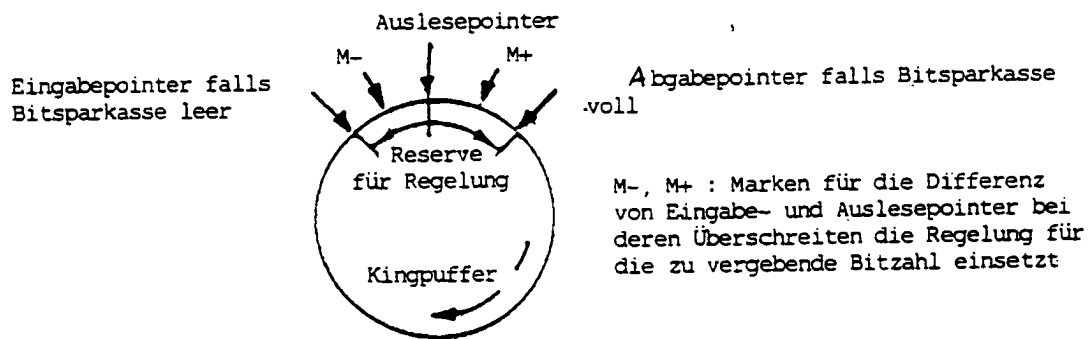 Auslesepointer
M-
M+
Eingabepointer falls
Bitsparkasse leer
Abgabepointer falls Bitsparkasse
voll
Reserve
für Regelung
M-, M+ : Marken für die Differenz
von Eingabe- und Auslesepointer bei
deren Überschreiten die Regelung für
die zu vergebende Bitzahl einsetzt
Kingpuffer